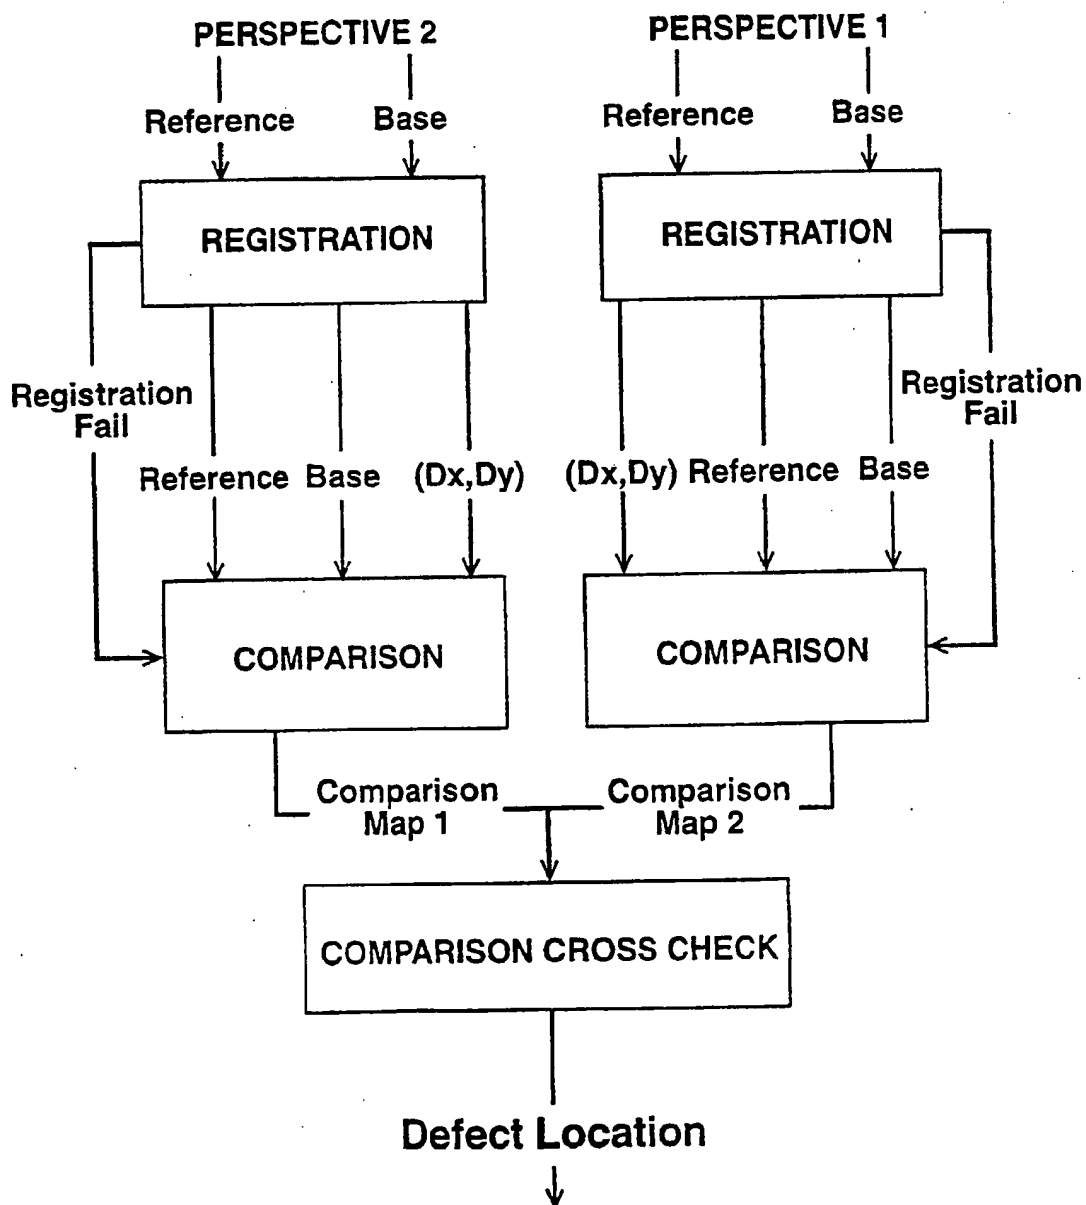 PERSPECTIVE 2 PERSPECTIVE 1
Reference Base Reference Base
REGISTRATION REGISTRATION
Registration
Fail
Registration
Fail
Reference Base (Dx,Dy) (Dx,Dy) Reference Base
COMPARISON COMPARISON
Comparison
Map 1
Comparison
Map 2
COMPARISON CROSS CHECK
Defect Location